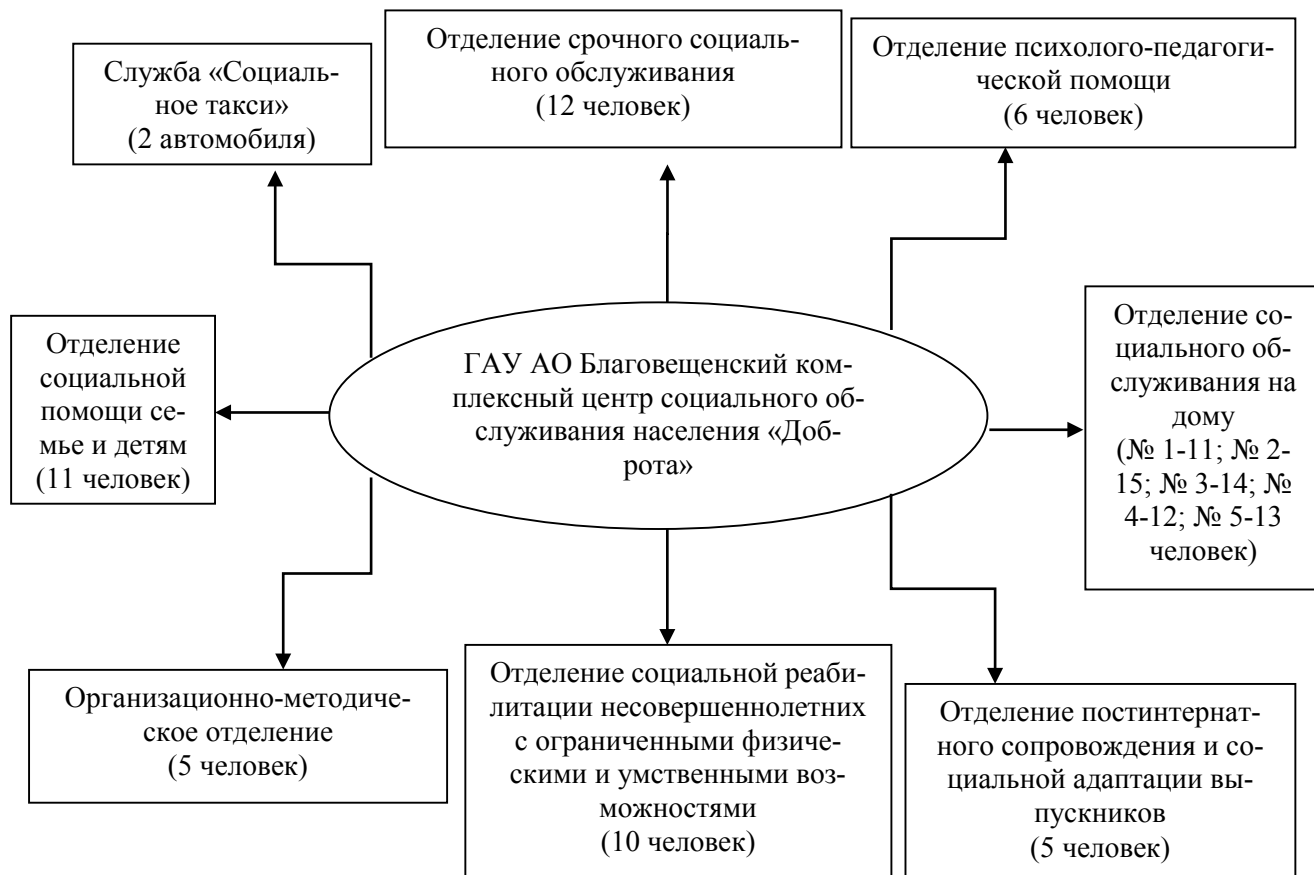 Служба «Социаль-
ное такси»
(2 автомобиля)
Отделение срочного социаль-
ного обслуживания
(12 человек)
Отделение психолого-педагоги-
ческой помощи
(6 человек)
Отделение
социальной
помощи се-
мье и детям
(11 человек)
ГАУ АО Благовещенский ком-
плексный центр социального об-
служивания населения «Доб-
рота»
Отделение со-
циального об-
служивания на
дому
(№ 1-11; № 2-
15; № 3-14; №
4-12; № 5-13
человек)
Организационно-методиче-
ское отделение
(5 человек)
Отделение социальной реаби-
литации несовершеннолетних
с ограниченными физиче-
скими и умственными воз-
можностями
(10 человек)
Отделение постинтернат-
ного сопровождения и со-
циальной адаптации вы-
пускников
(5 человек)